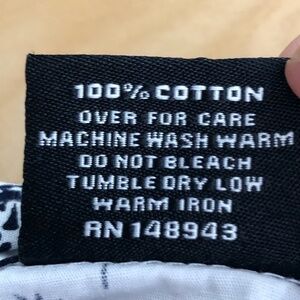 100% COTTON
OVER FOR CARE
MACHINE WASH WARM
DO NOT BLEACH
TUMBLE DRY LOW
WARM IRON
RN 148943